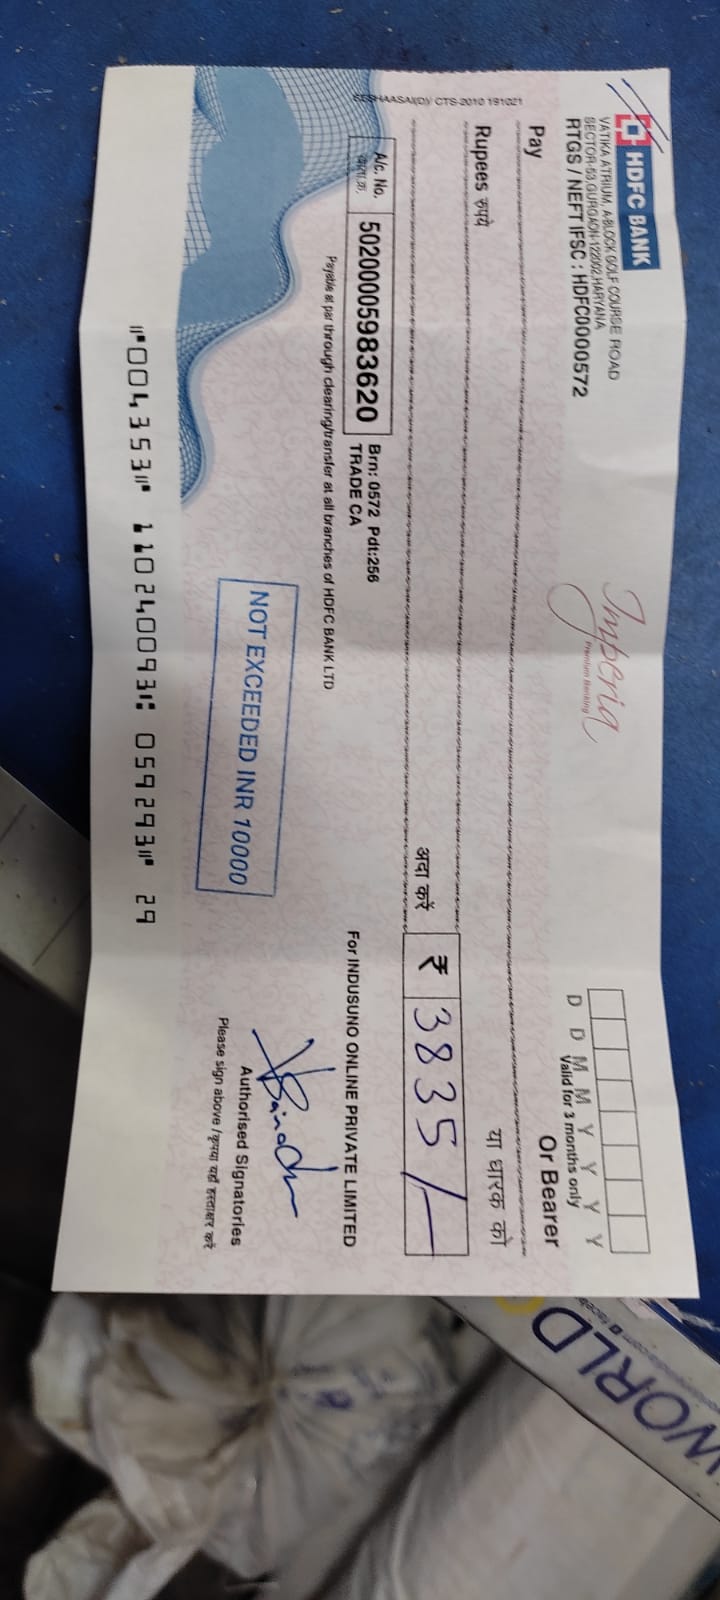 HDFC BANK
VATIKA ATRIUM, A-BLOCK GOLF COURSE ROAD
SECTOR-53, GURGAON-122002, HARYANA
RTGS / NEFT IFSC : HDFC0000572
Imperia
Premium Banking
D D M M Y Y Y Y
Valid for 3 months only
Pay
Or Bearer
या धारक को
Rupees रुपये
अदा करें
₹ 3835/-
A/c. No.
खाता.क्र.
50200005983620
Brn: 0572 Pdt:256
TRADE CA
SESHAASAI(D)/ CTS-2010 191021
For INDUSUNO ONLINE PRIVATE LIMITED
Payable at par through clearing/transfer at all branches of HDFC BANK LTD
NOT EXCEEDED INR 10000
Authorised Signatories
Please sign above / कृपया यहाँ हस्ताक्षर करें
⑈004353⑈ 110240093⑆ 059293⑈ 29
WORLD